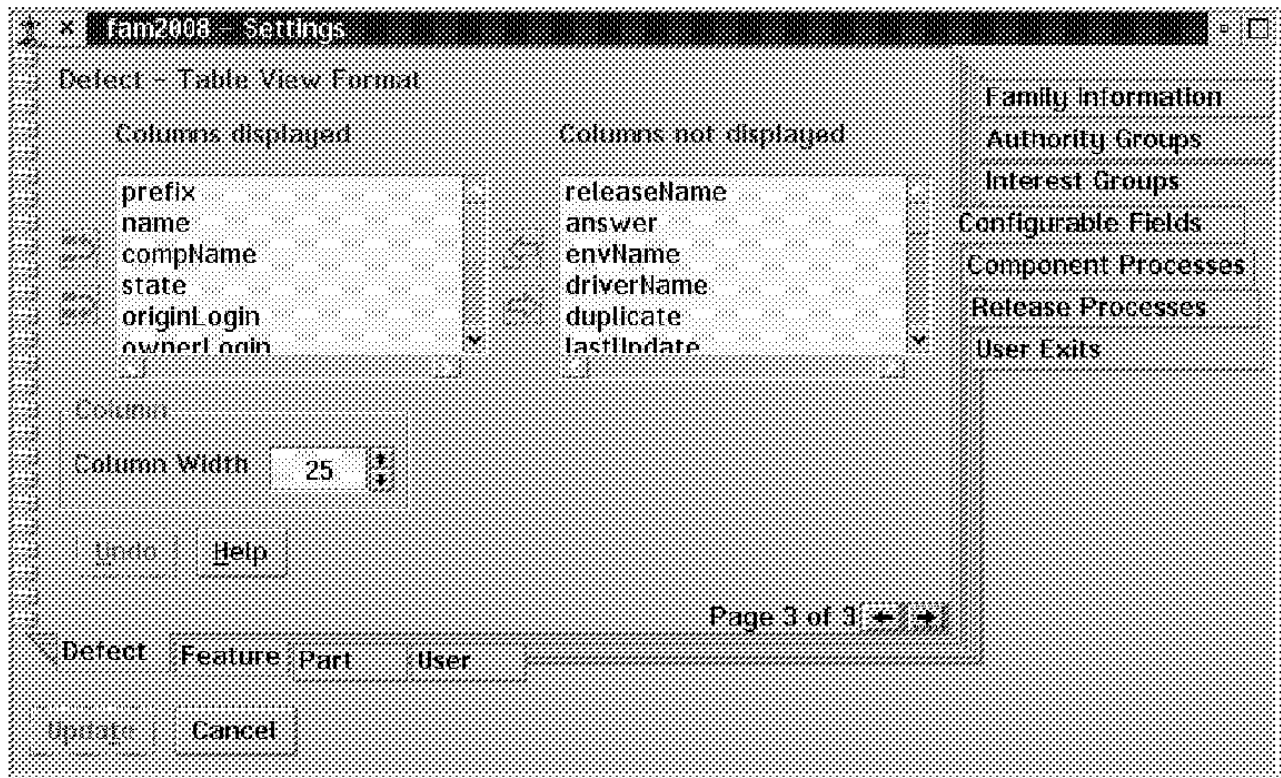 fam2008 - Settings
Defect - Table View Format
Columns displayed
Columns not displayed
prefix
name
compName
state
originLogin
ownerLogin
releaseName
answer
envName
driverName
duplicate
lastUpdate
Column
Column Width 25
Undo Help
Page 3 of 3
Defect Feature Part User
Update Cancel
Family Information
Authority Groups
Interest Groups
Configurable Fields
Component Processes
Release Processes
User Exits